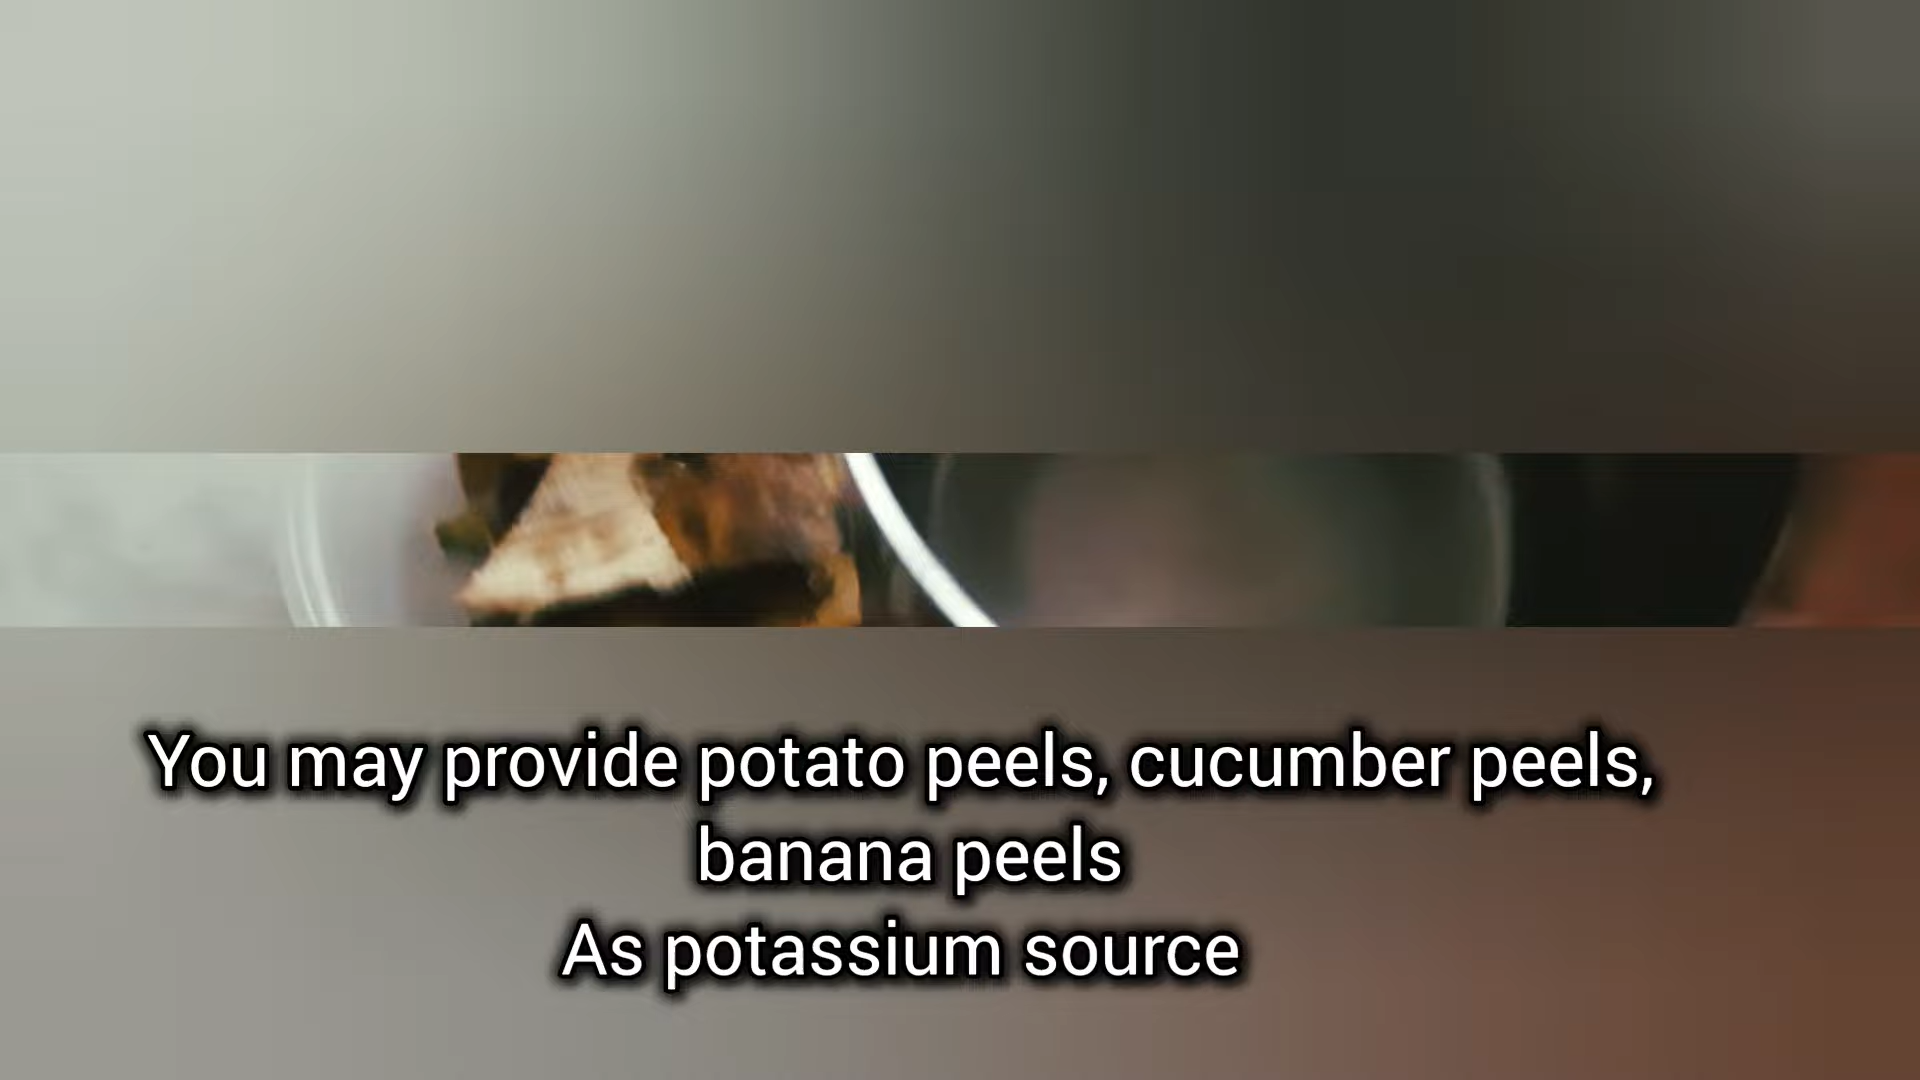 You may provide potato peels, cucumber peels,
banana peels
As potassium source